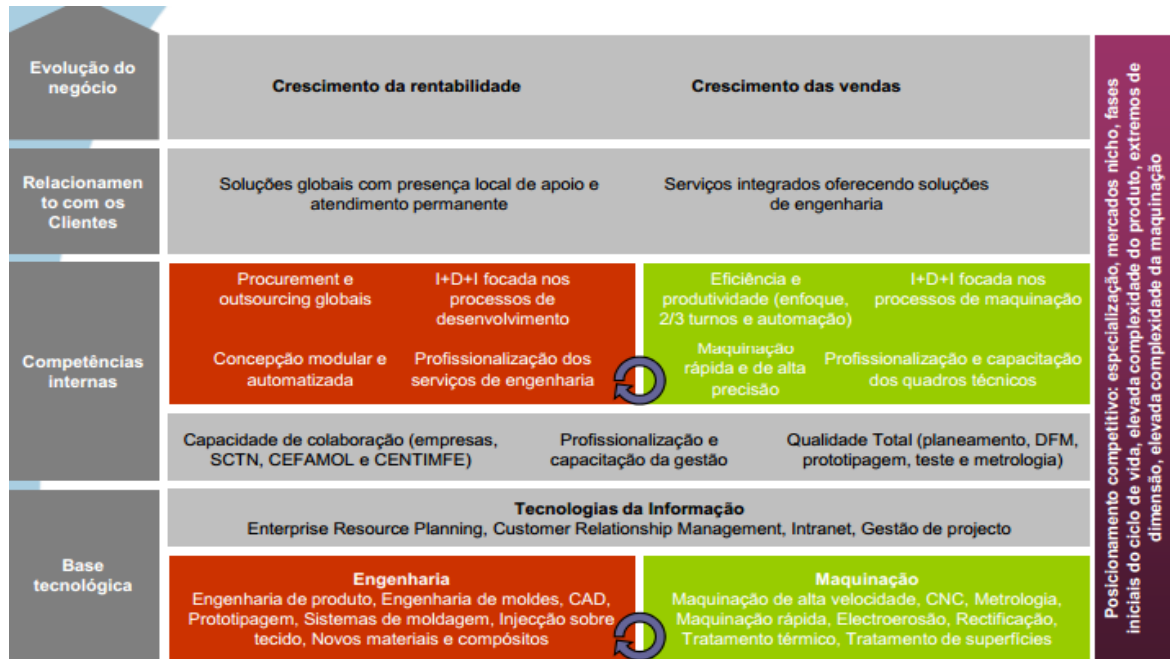 Evolução do
negócio
Crescimento da rentabilidade
Crescimento das vendas
Relacionamen
to com os
Clientes
Soluções globais com presença local de apoio e
atendimento permanente
Serviços integrados oferecendo soluções
de engenharia
Competências
internas
Procurement e
outsourcing globais
I+D+I focada nos
processos de
desenvolvimento
Concepção modular e
automatizada
Profissionalização dos
serviços de engenharia
Eficiência e
produtividade (enfoque,
2/3 turnos e automação)
I+D+I focada nos
processos de maquinação
Maquinação
rápida e de alta
precisão
Profissionalização e capacitação
dos quadros técnicos
Capacidade de colaboração (empresas,
SCTN, CEFAMOL e CENTIMFE)
Profissionalização e
capacitação da gestão
Qualidade Total (planeamento, DFM,
prototipagem, teste e metrologia)
Base
tecnológica
Tecnologias da Informação
Enterprise Resource Planning, Customer Relationship Management, Intranet, Gestão de projecto
Engenharia
Engenharia de produto, Engenharia de moldes, CAD,
Prototipagem, Sistemas de moldagem, Injecção sobre
tecido, Novos materiais e compósitos
Maquinação
Maquinação de alta velocidade, CNC, Metrologia,
Maquinação rápida, Electroerosão, Rectificação,
Tratamento térmico, Tratamento de superfícies
Posicionamento competitivo: especialização, mercados nicho, fases
iniciais do ciclo de vida, elevada complexidade do produto, extremos de
dimensão, elevada complexidade da maquinação